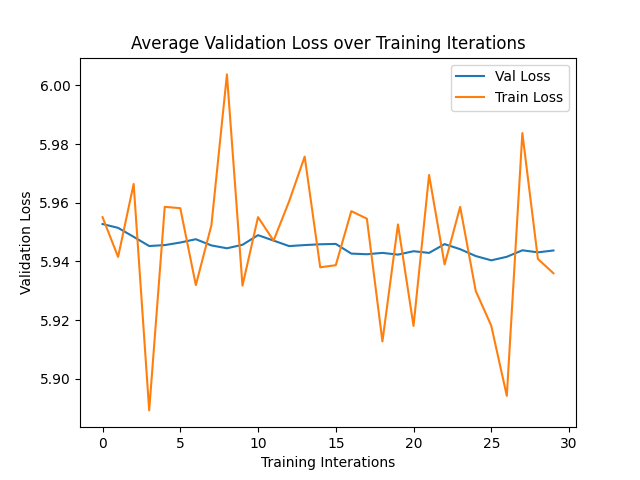 Average Validation Loss over Training Iterations
Val Loss
Train Loss
6.00
5.98
5.96
5.94
5.92
5.90
Validation Loss
0 5 10 15 20 25 30
Training Interations